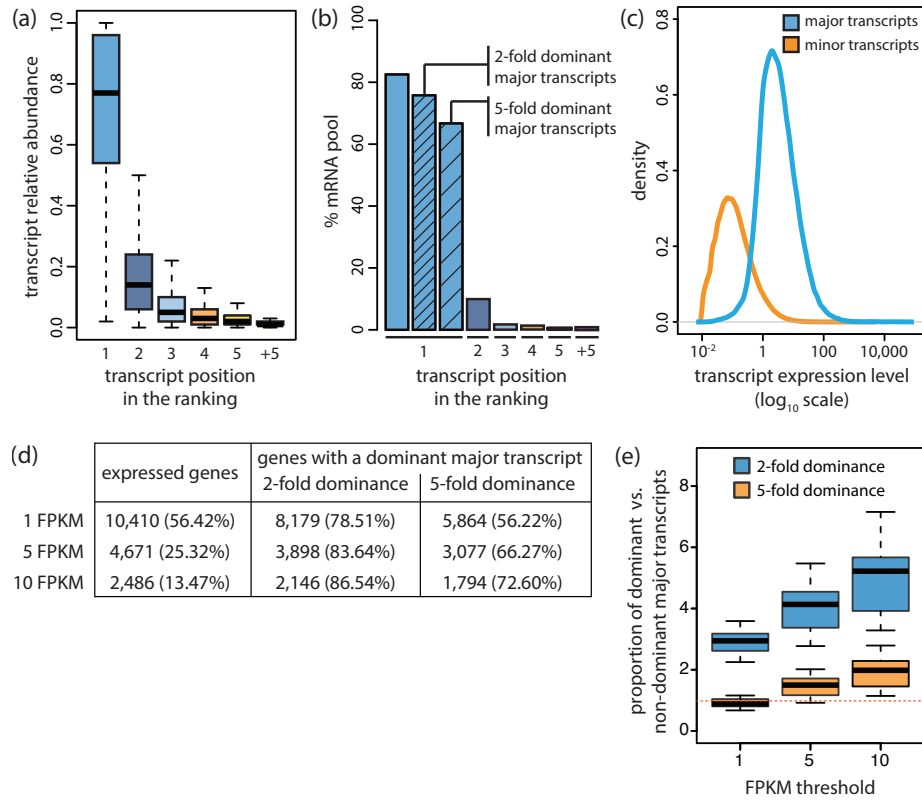 (a)
transcript relative abundance
1.0
0.8
0.6
0.4
0.2
0.0
1 2 3 4 5 +5
transcript position
in the ranking
(b)
% mRNA pool
100
80
60
40
20
0
2-fold dominant
major transcripts
5-fold dominant
major transcripts
1 2 3 4 5 +5
transcript position
in the ranking
(c)
major transcripts
minor transcripts
density
0.8
0.4
0.2
0.0
10-2 1 100 10,000
transcript expression level
(log10 scale)
(d)
expressed genes
genes with a dominant major transcript
2-fold dominance 5-fold dominance
1 FPKM 10,410 (56.42%) 8,179 (78.51%) 5,864 (56.22%)
5 FPKM 4,671 (25.32%) 3,898 (83.64%) 3,077 (66.27%)
10 FPKM 2,486 (13.47%) 2,146 (86.54%) 1,794 (72.60%)
(e)
2-fold dominance
5-fold dominance
proportion of dominant vs.
non-dominant major transcripts
8
6
4
2
0
1 5 10
FPKM threshold